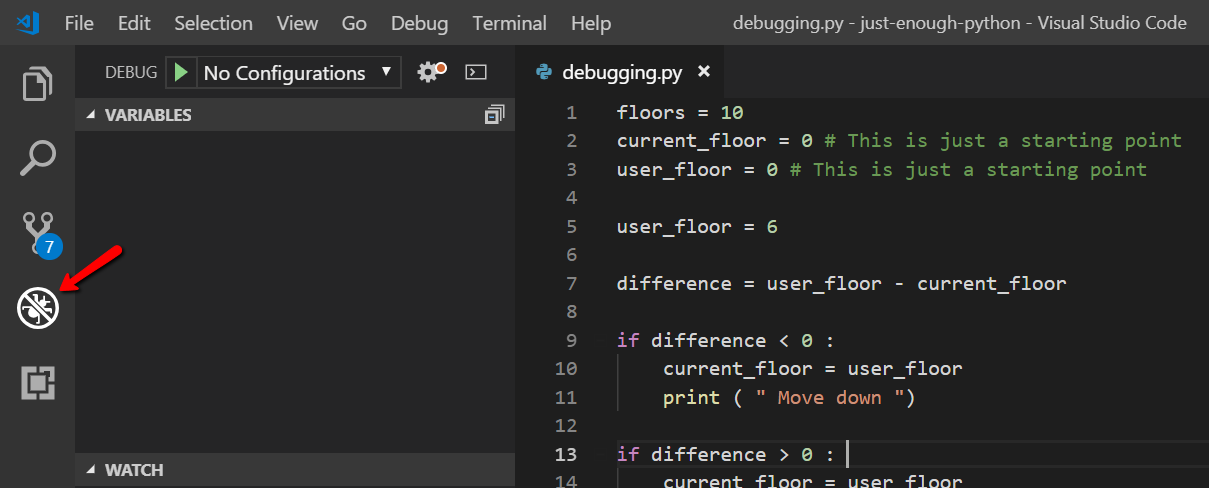 File Edit Selection View Go Debug Terminal Help debugging.py - just-enough-python - Visual Studio Code
DEBUG No Configurations
VARIABLES
7
WATCH
debugging.py ×
1 floors = 10
2 current_floor = 0 # This is just a starting point
3 user_floor = 0 # This is just a starting point
4
5 user_floor = 6
6
7 difference = user_floor - current_floor
8
9 if difference < 0 :
10     current_floor = user_floor
11     print ( " Move down ")
12
13 if difference > 0 :
14     current_floor = user_floor